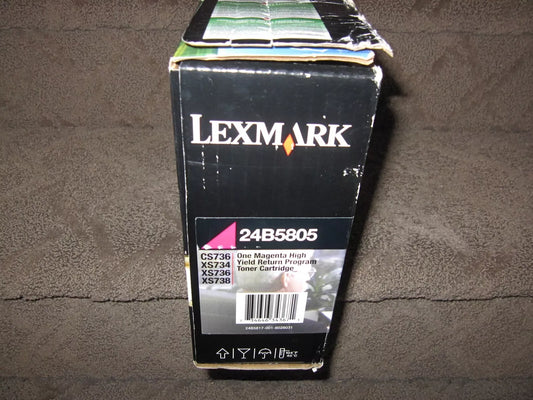 LEXMARK
24B5805
CS736
XS734
XS736
XS738
One Magenta High
Yield Return Program
Toner Cartridge